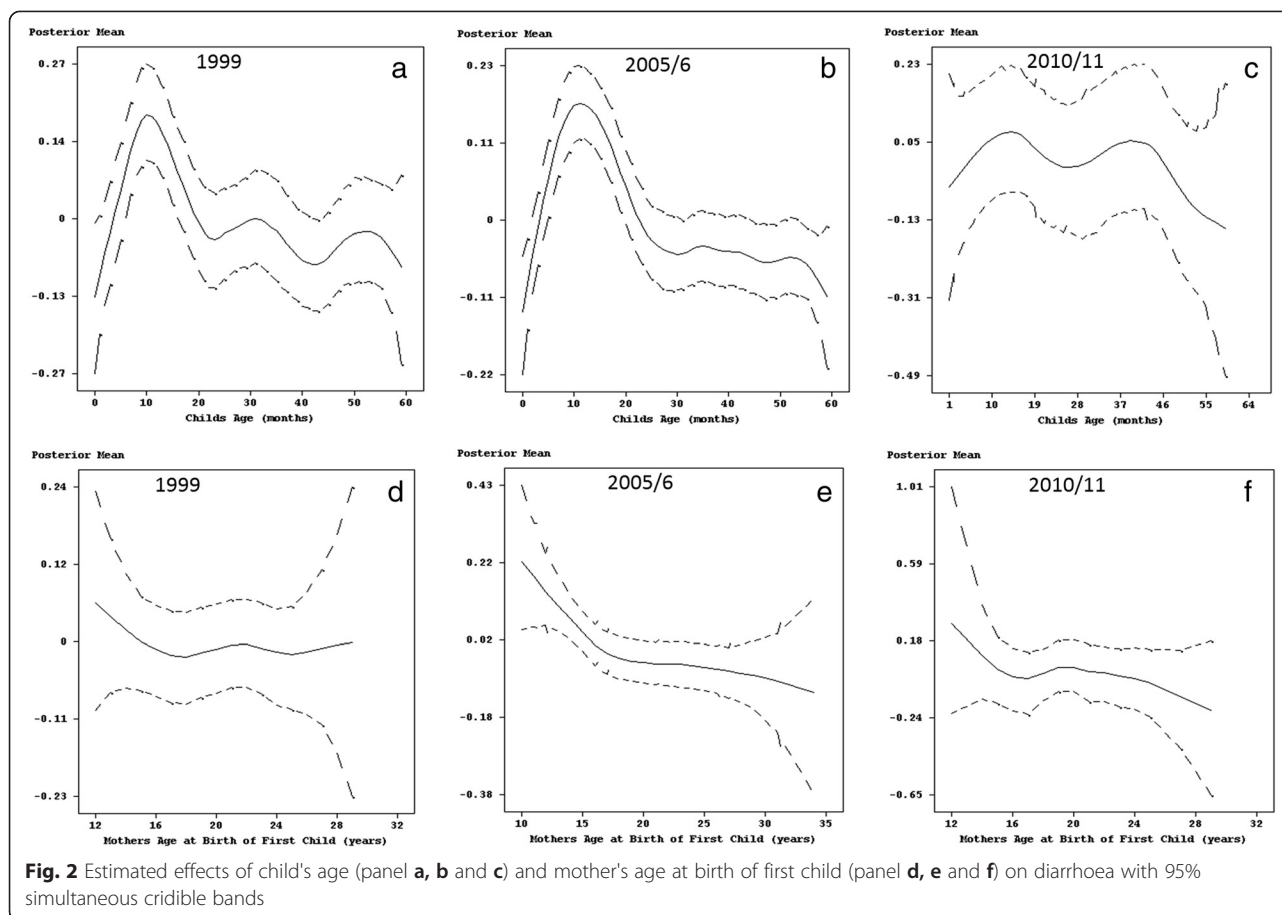 Posterior Mean
1999
a
0.27
0.14
0
-0.13
-0.27
0 10 20 30 40 50 60
Childs Age (months)
Posterior Mean
2005/6
b
0.23
0.11
0
-0.11
-0.22
0 10 20 30 40 50 60
Childs Age (months)
Posterior Mean
2010/11
c
0.23
0.05
-0.13
-0.31
-0.49
1 10 19 28 37 46 55 64
Childs Age (months)
Posterior Mean
1999
d
0.24
0.12
0
-0.11
-0.23
12 16 20 24 28 32
Mothers Age at Birth of First Child (years)
Posterior Mean
2005/6
e
0.43
0.22
0.02
-0.18
-0.38
10 15 20 25 30 35
Mothers Age at Birth of First Child (years)
Posterior Mean
2010/11
f
1.01
0.59
0.18
-0.24
-0.65
12 16 20 24 28 32
Mothers Age at Birth of First Child (years)
Fig. 2 Estimated effects of child's age (panel a, b and c) and mother's age at birth of first child (panel d, e and f) on diarrhoea with 95%
simultaneous cridible bands